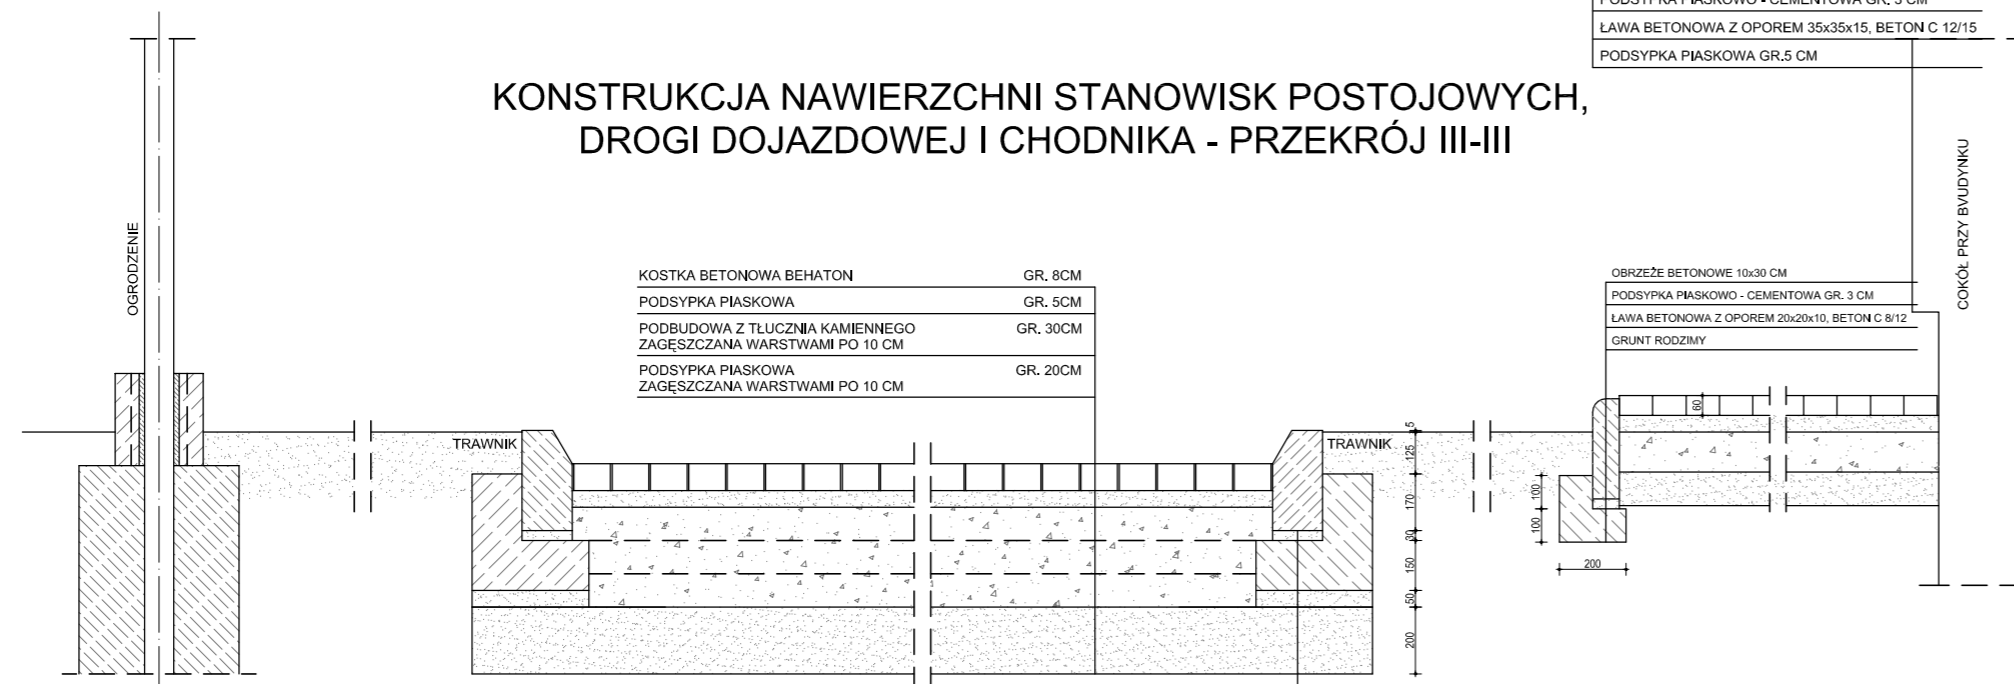 PODSYPKA PIASKOWO - CEMENTOWA GR. 3 CM
ŁAWA BETONOWA Z OPOREM 35x35x15, BETON C 12/15
PODSYPKA PIASKOWA GR.5 CM
KONSTRUKCJA NAWIERZCHNI STANOWISK POSTOJOWYCH,
DROGI DOJAZDOWEJ I CHODNIKA - PRZEKRÓJ III-III
OGRODZENIE
COKÓŁ PRZY BVUDYNKU
KOSTKA BETONOWA BEHATON GR. 8CM
PODSYPKA PIASKOWA GR. 5CM
PODBUDOWA Z TŁUCZNIA KAMIENNEGO GR. 30CM
ZAGĘSZCZANA WARSTWAMI PO 10 CM
PODSYPKA PIASKOWA GR. 20CM
ZAGĘSZCZANA WARSTWAMI PO 10 CM
OBRZEŻE BETONOWE 10x30 CM
PODSYPKA PIASKOWO - CEMENTOWA GR. 3 CM
ŁAWA BETONOWA Z OPOREM 20x20x10, BETON C 8/12
GRUNT RODZIMY
TRAWNIK
TRAWNIK
5
125
170
30
150
50
200
60
100
100
200